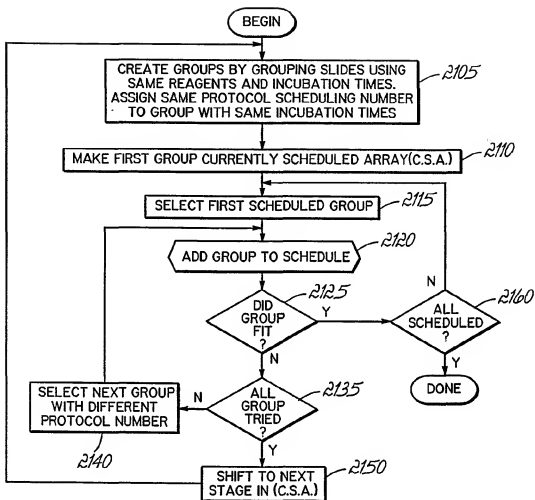 BEGIN
CREATE GROUPS BY GROUPING SLIDES USING
SAME REAGENTS AND INCUBATION TIMES.
ASSIGN SAME PROTOCOL SCHEDULING NUMBER
TO GROUP WITH SAME INCUBATION TIMES
2105
MAKE FIRST GROUP CURRENTLY SCHEDULED ARRAY(C.S.A.)
2110
SELECT FIRST SCHEDULED GROUP
2115
ADD GROUP TO SCHEDULE
2120
DID
GROUP
FIT
?
2125
Y
N
ALL
SCHEDULED
?
2160
N
Y
DONE
ALL
GROUP
TRIED
?
2135
N
Y
SELECT NEXT GROUP
WITH DIFFERENT
PROTOCOL NUMBER
2140
SHIFT TO NEXT
STAGE IN (C.S.A.)
2150